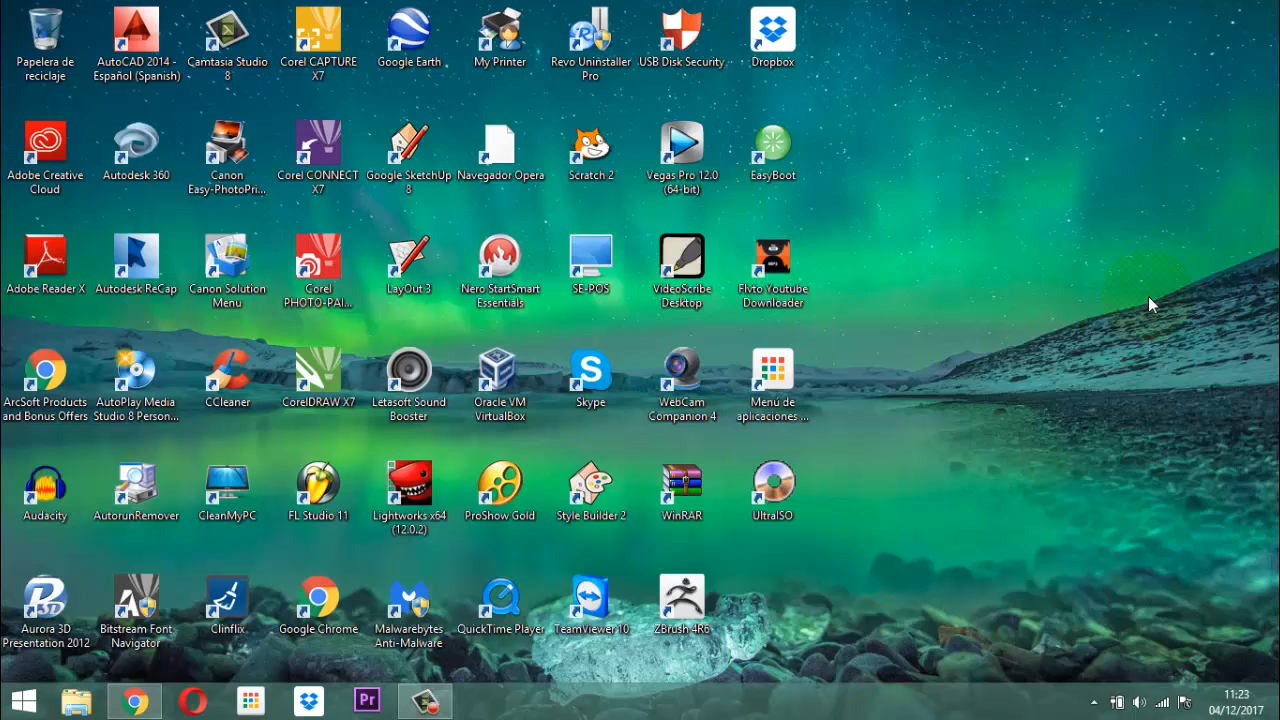 Papelera de
reciclaje
AutoCAD 2014 -
Español (Spanish)
Camtasia Studio
8
Corel CAPTURE
X7
Google Earth
My Printer
Revo Uninstaller
Pro
USB Disk Security
Dropbox
Adobe Creative
Cloud
Autodesk 360
Canon
Easy-PhotoPri...
Corel CONNECT
X7
Google SketchUp
8
Navegador Opera
Scratch 2
Vegas Pro 12.0
(64-bit)
EasyBoot
Adobe Reader X
Autodesk ReCap
Canon Solution
Menu
Corel
PHOTO-PAI...
LayOut 3
Nero StartSmart
Essentials
SE-POS
VideoScribe
Desktop
Flvto Youtube
Downloader
ArcSoft Products
and Bonus Offers
AutoPlay Media
Studio 8 Person...
CCleaner
CorelDRAW X7
Letasoft Sound
Booster
Oracle VM
VirtualBox
Skype
WebCam
Companion 4
Menú de
aplicaciones ...
Audacity
AutorunRemover
CleanMyPC
FL Studio 11
Lightworks x64
(12.0.2)
ProShow Gold
Style Builder 2
WinRAR
UltraISO
Aurora 3D
Presentation 2012
Bitstream Font
Navigator
Clinflix
Google Chrome
Malwarebytes
Anti-Malware
QuickTime Player
TeamViewer 10
ZBrush 4R6
Pr
11:23
04/12/2017